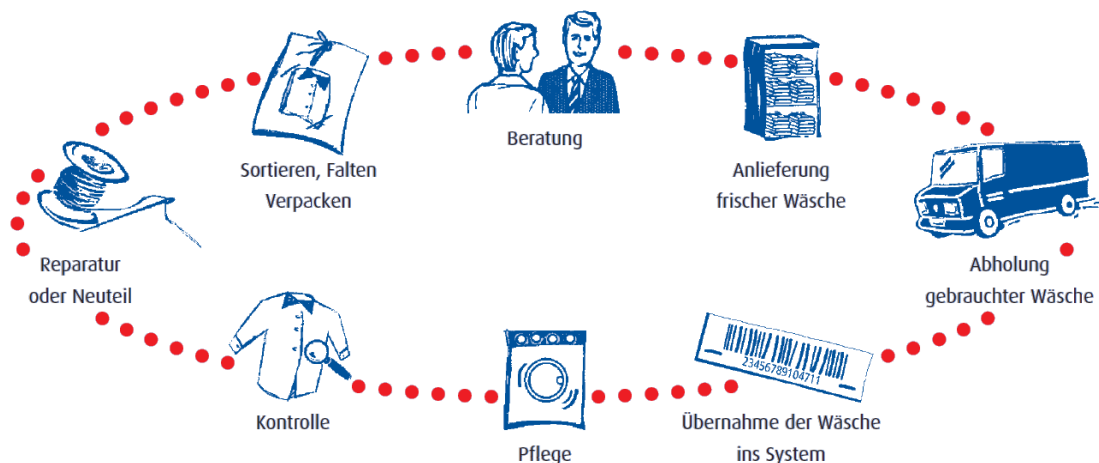 Beratung
Anlieferung
frischer Wäsche
Abholung
gebrauchter Wäsche
23456789104711
Übernahme der Wäsche
ins System
Pflege
Kontrolle
Reparatur
oder Neuteil
Sortieren, Falten
Verpacken